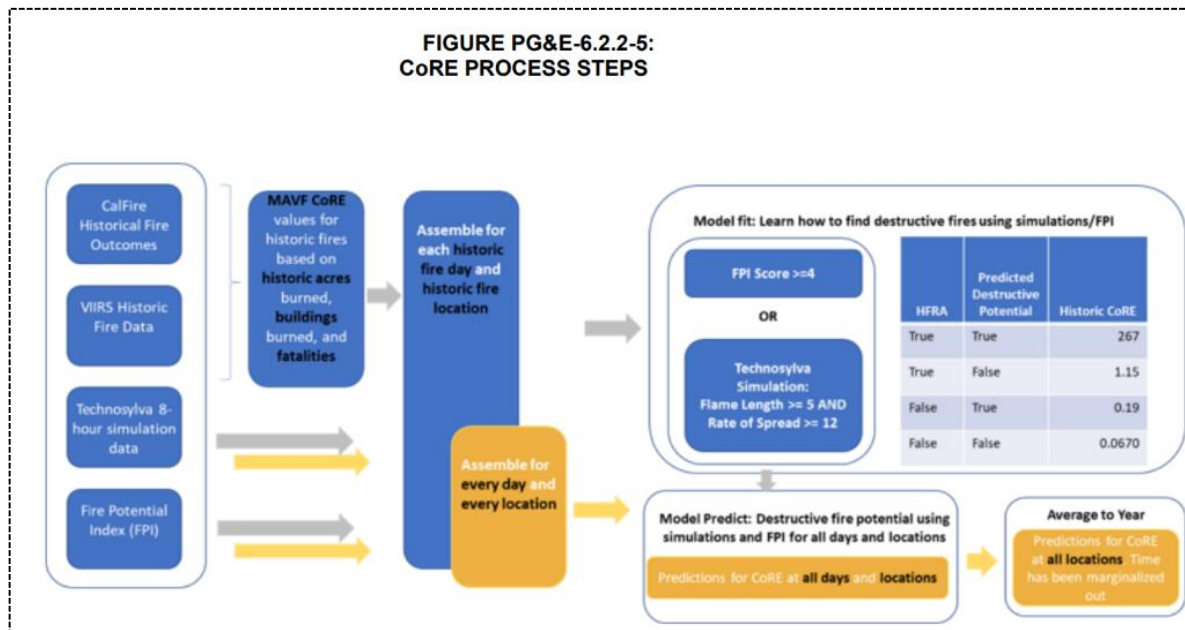 FIGURE PG&E-6.2.2-5:
CoRE PROCESS STEPS
CalFire
Historical Fire
Outcomes
VIIRS Historic
Fire Data
Technosylva 8-
hour simulation
data
Fire Potential
Index (FPI)
MAVF CoRE
values for
historic fires
based on
historic acres
burned,
buildings
burned, and
fatalities
Assemble for
each historic
fire day and
historic fire
location
Assemble for
every day and
every location
Model fit: Learn how to find destructive fires using simulations/FPI
FPI Score >=4
OR
Technosylva
Simulation:
Flame Length >= 5 AND
Rate of Spread >= 12
HFRA Predicted Destructive Potential Historic CoRE
True True 267
True False 1.15
False True 0.19
False False 0.0670
Model Predict: Destructive fire potential using
simulations and FPI for all days and locations
Predictions for CoRE at all days and locations
Average to Year
Predictions for CoRE
at all locations. Time
has been marginalized
out